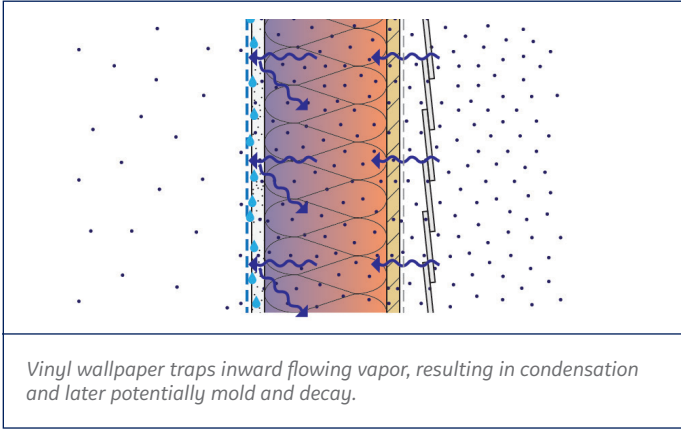 Vinyl wallpaper traps inward flowing vapor, resulting in condensation
and later potentially mold and decay.